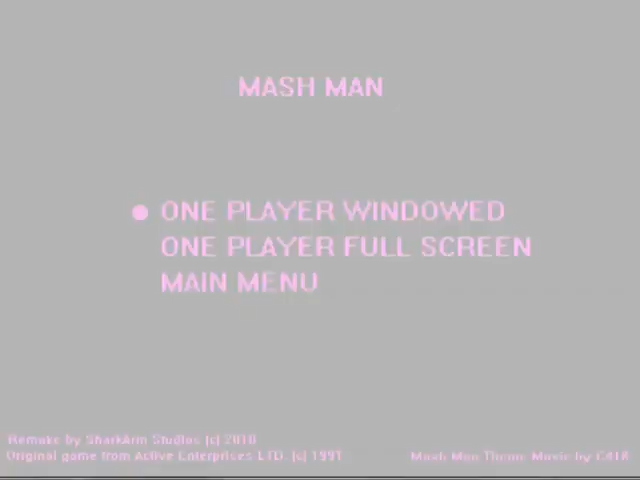 MASH MAN
ONE PLAYER WINDOWED
ONE PLAYER FULL SCREEN
MAIN MENU
Remake by SharkArm Studios (c) 2010
Original game from Active Enterprises LTD. (c) 1991
Mash Man Theme Music by C418